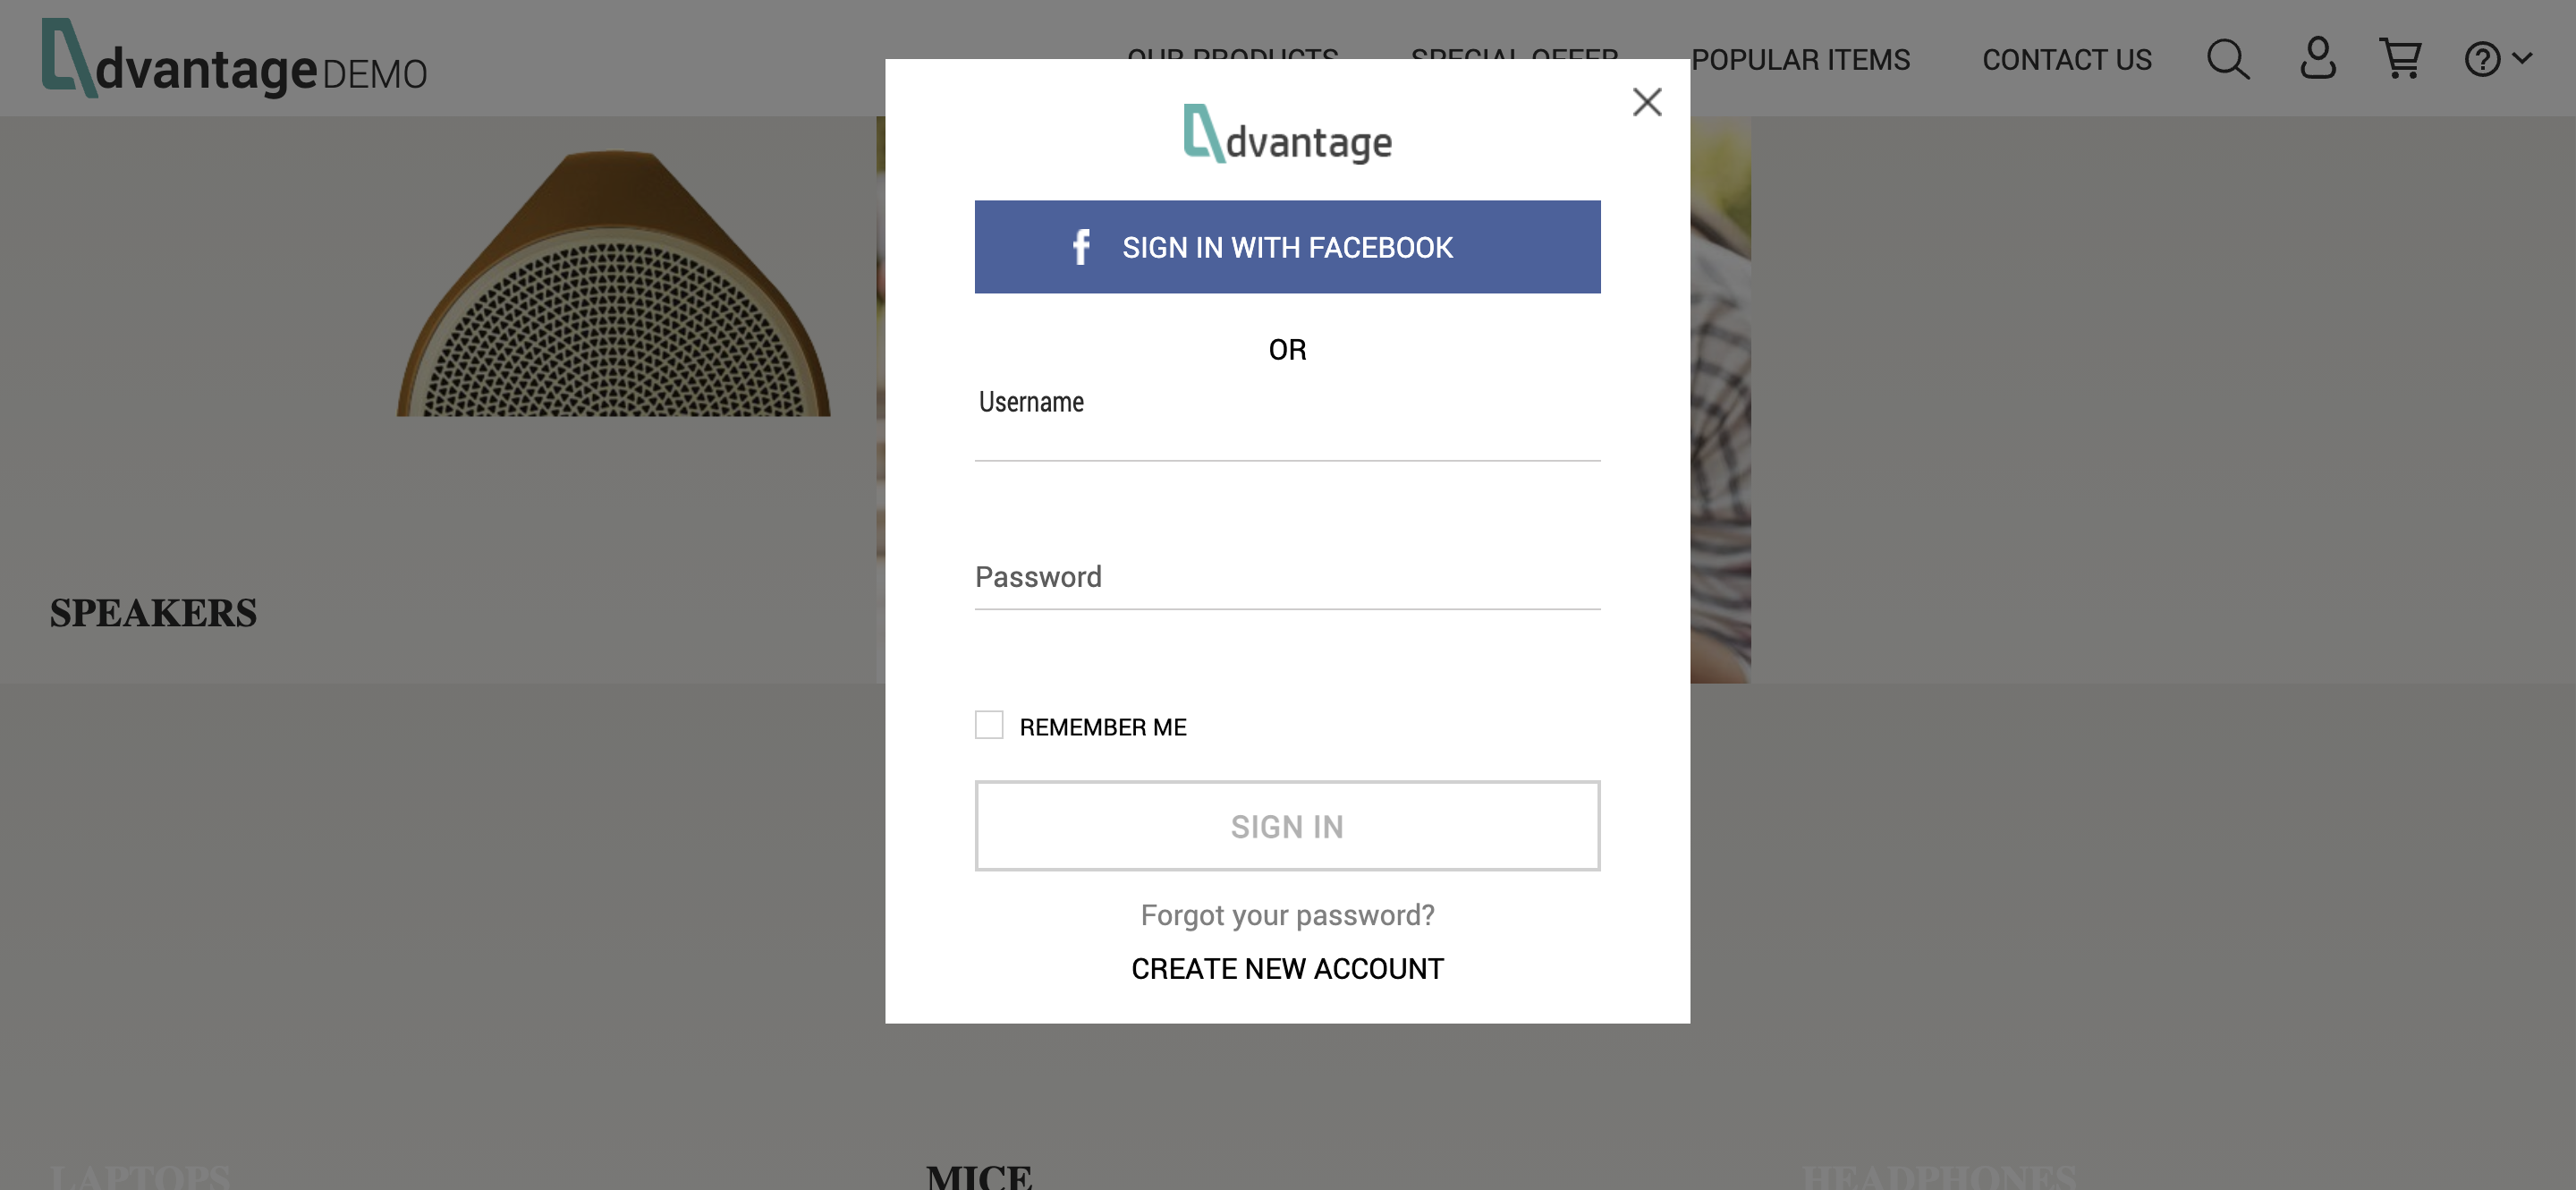 dvantage DEMO
OUR PRODUCTS SPECIAL OFFER POPULAR ITEMS CONTACT US ?
dvantage
f SIGN IN WITH FACEBOOK
OR
Username
Password
SPEAKERS
REMEMBER ME
SIGN IN
Forgot your password?
CREATE NEW ACCOUNT
LAPTOPS MICE HEADPHONES